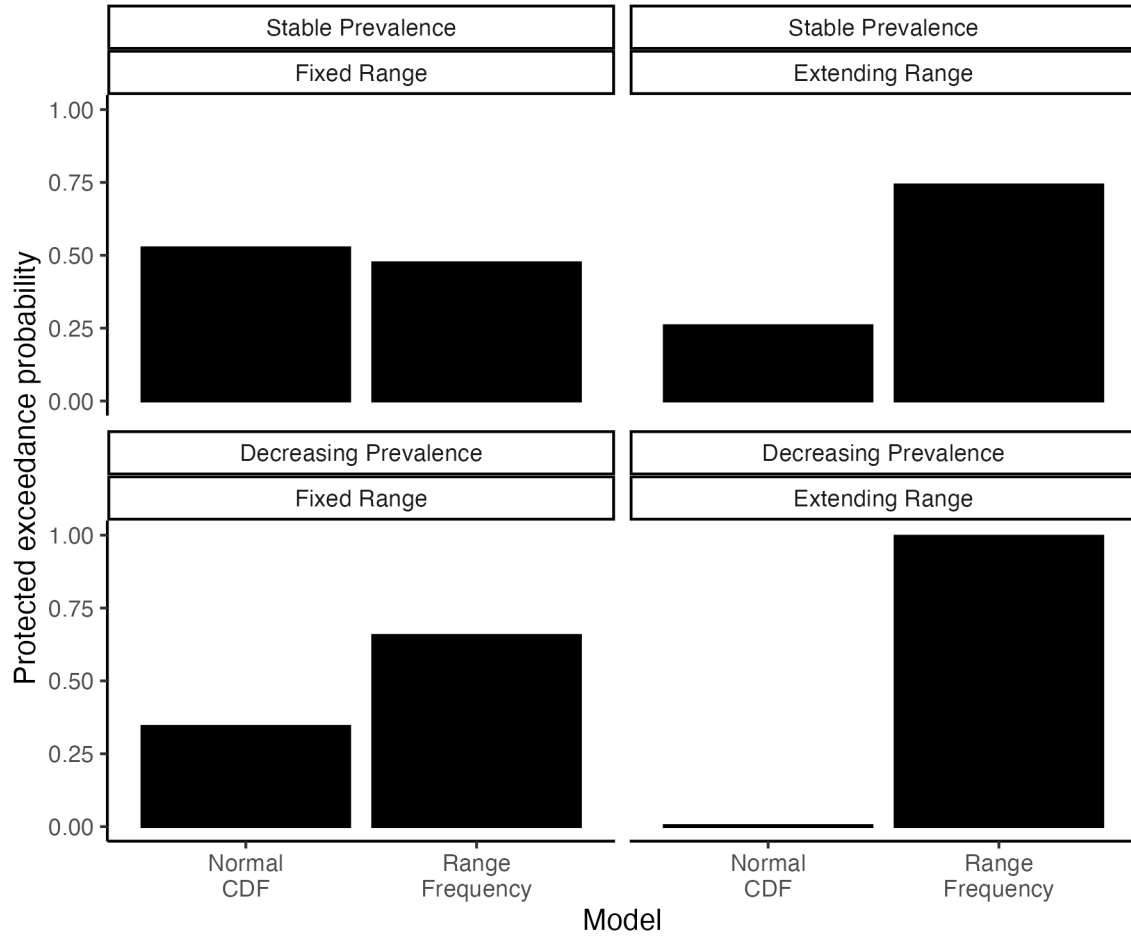 Stable Prevalence
Stable Prevalence
Fixed Range
Extending Range
1.00
0.75
0.50
0.25
0.00
Protected exceedance probability
Decreasing Prevalence
Decreasing Prevalence
Fixed Range
Extending Range
1.00
0.75
0.50
0.25
0.00
Normal
CDF
Range
Frequency
Normal
CDF
Range
Frequency
Model